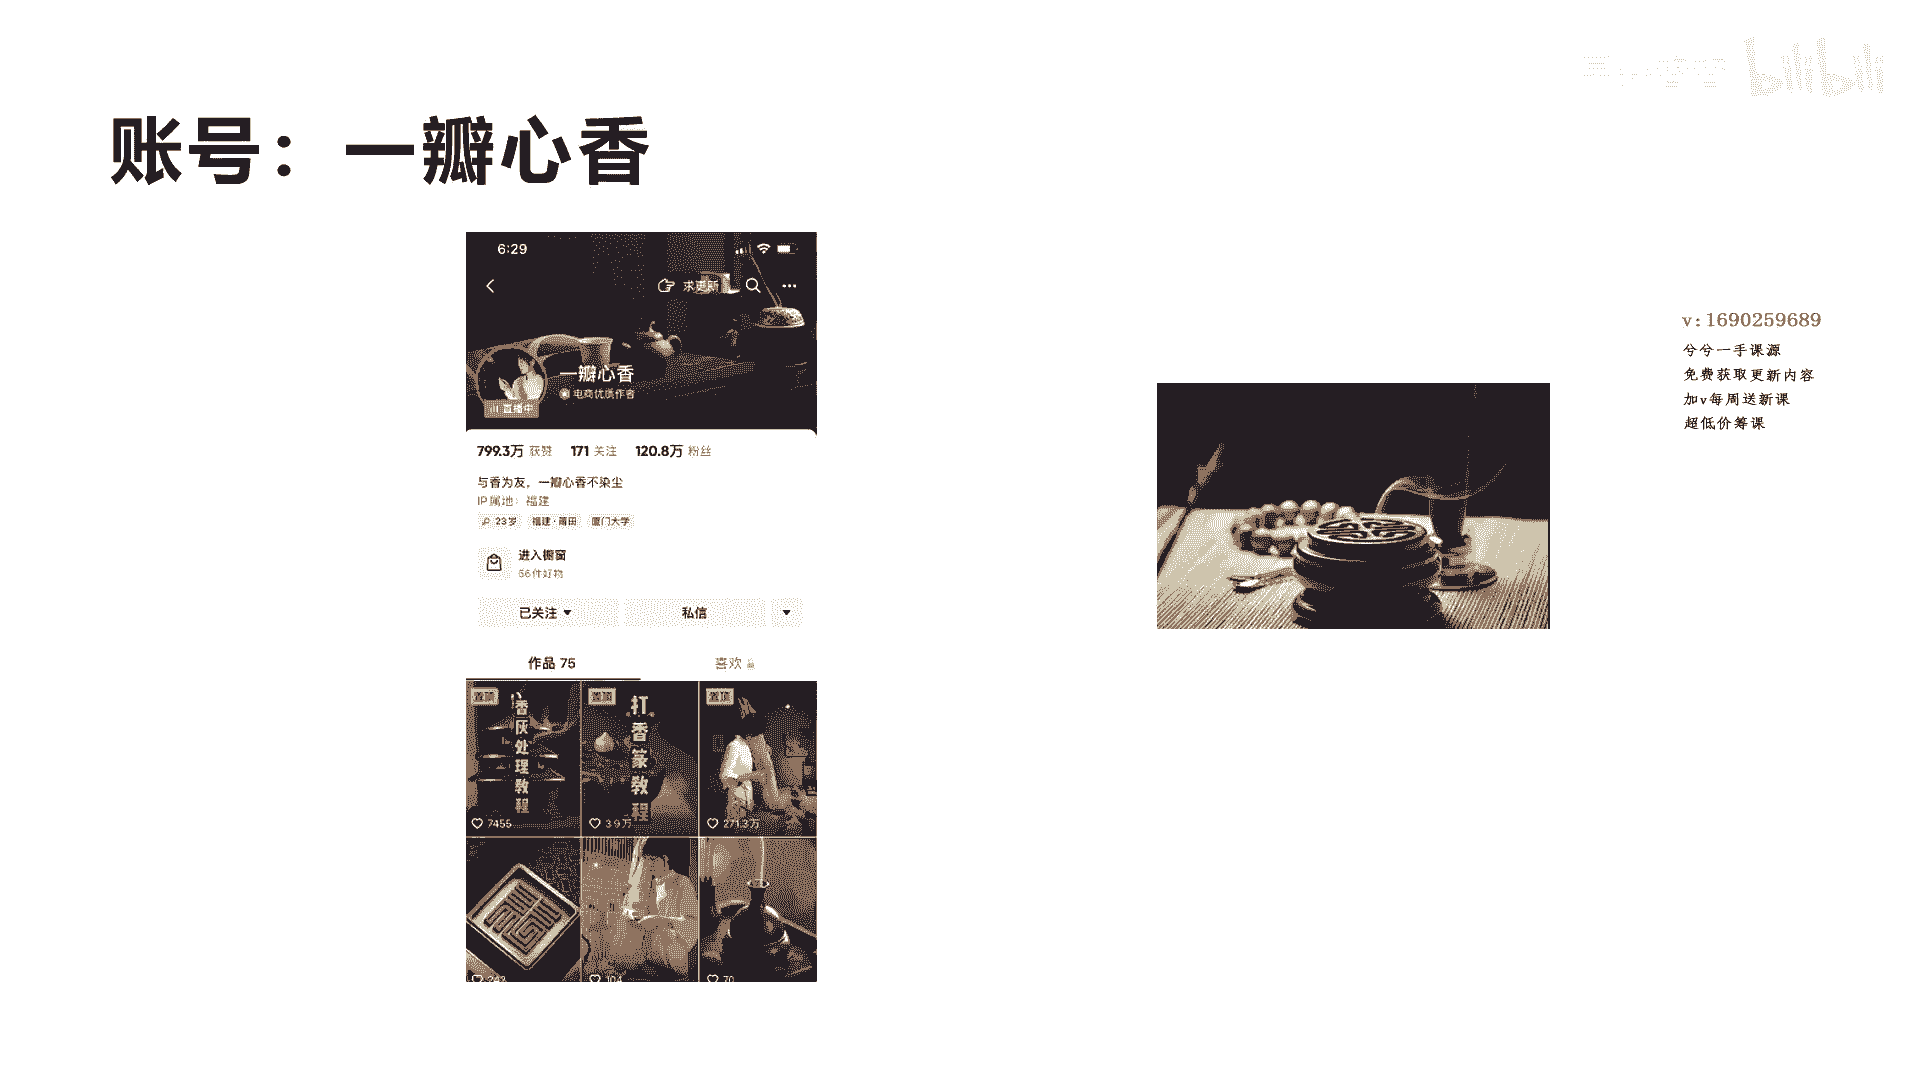 bilibili
账号：一瓣心香
6:29
求更新
一瓣心香
电商优质作者
直播中
799.3万 获赞 171 关注 120.8万 粉丝
与香为友，一瓣心香不染尘
IP属地：福建
23岁 福建·莆田 厦门大学
进入橱窗
56件好物
已关注 私信
作品 75 喜欢
置顶 香灰处理教程 7455
置顶 打香篆教程 3.9万
置顶 271.3万
242 104 70
v:1690259689
兮兮一手课源
免费获取更新内容
加v每周送新课
超低价筹课